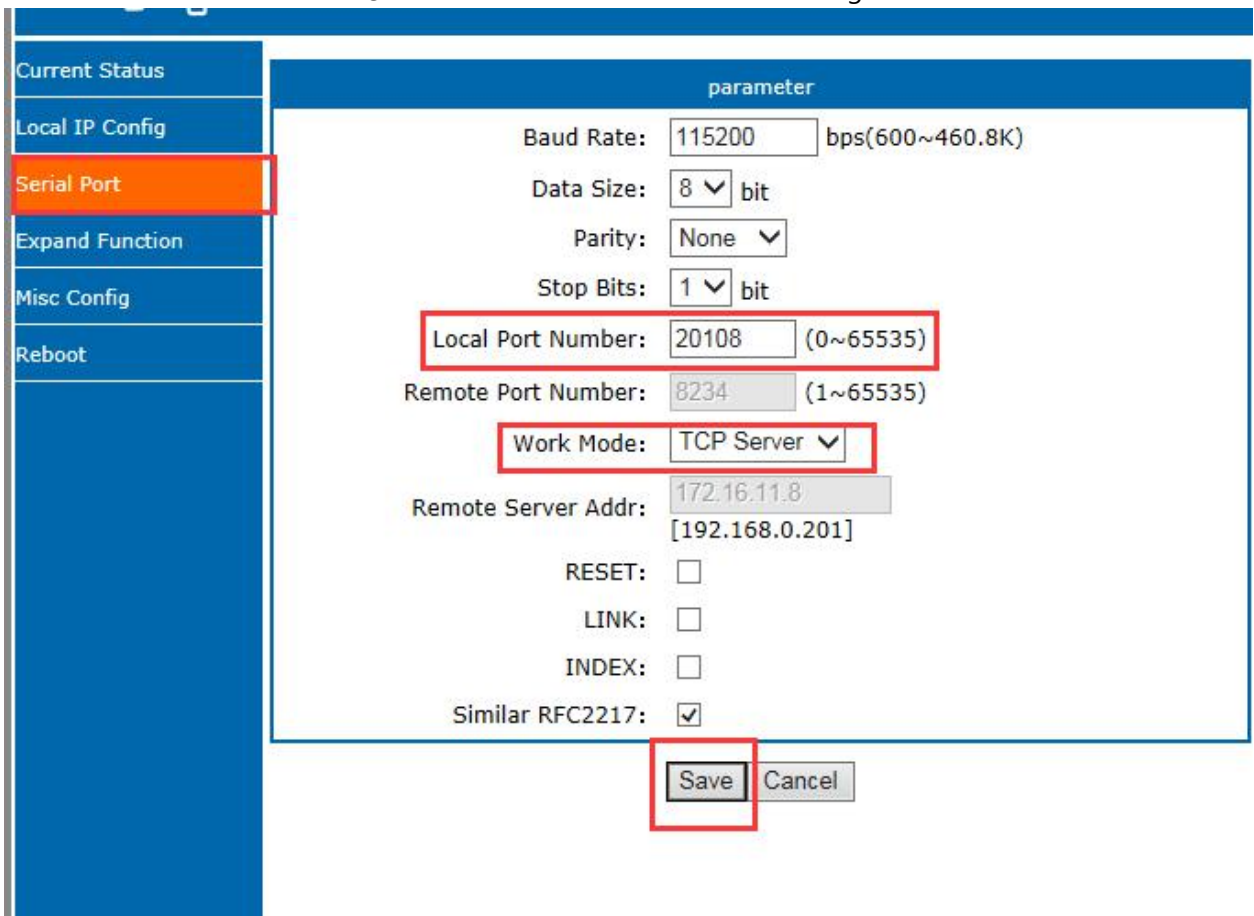 Current Status
Local IP Config
Serial Port
Expand Function
Misc Config
Reboot
parameter
Baud Rate: 115200 bps(600~460.8K)
Data Size: 8 bit
Parity: None
Stop Bits: 1 bit
Local Port Number: 20108 (0~65535)
Remote Port Number: 8234 (1~65535)
Work Mode: TCP Server
Remote Server Addr: 172.16.11.8
[192.168.0.201]
RESET:
LINK:
INDEX:
Similar RFC2217:
Save Cancel